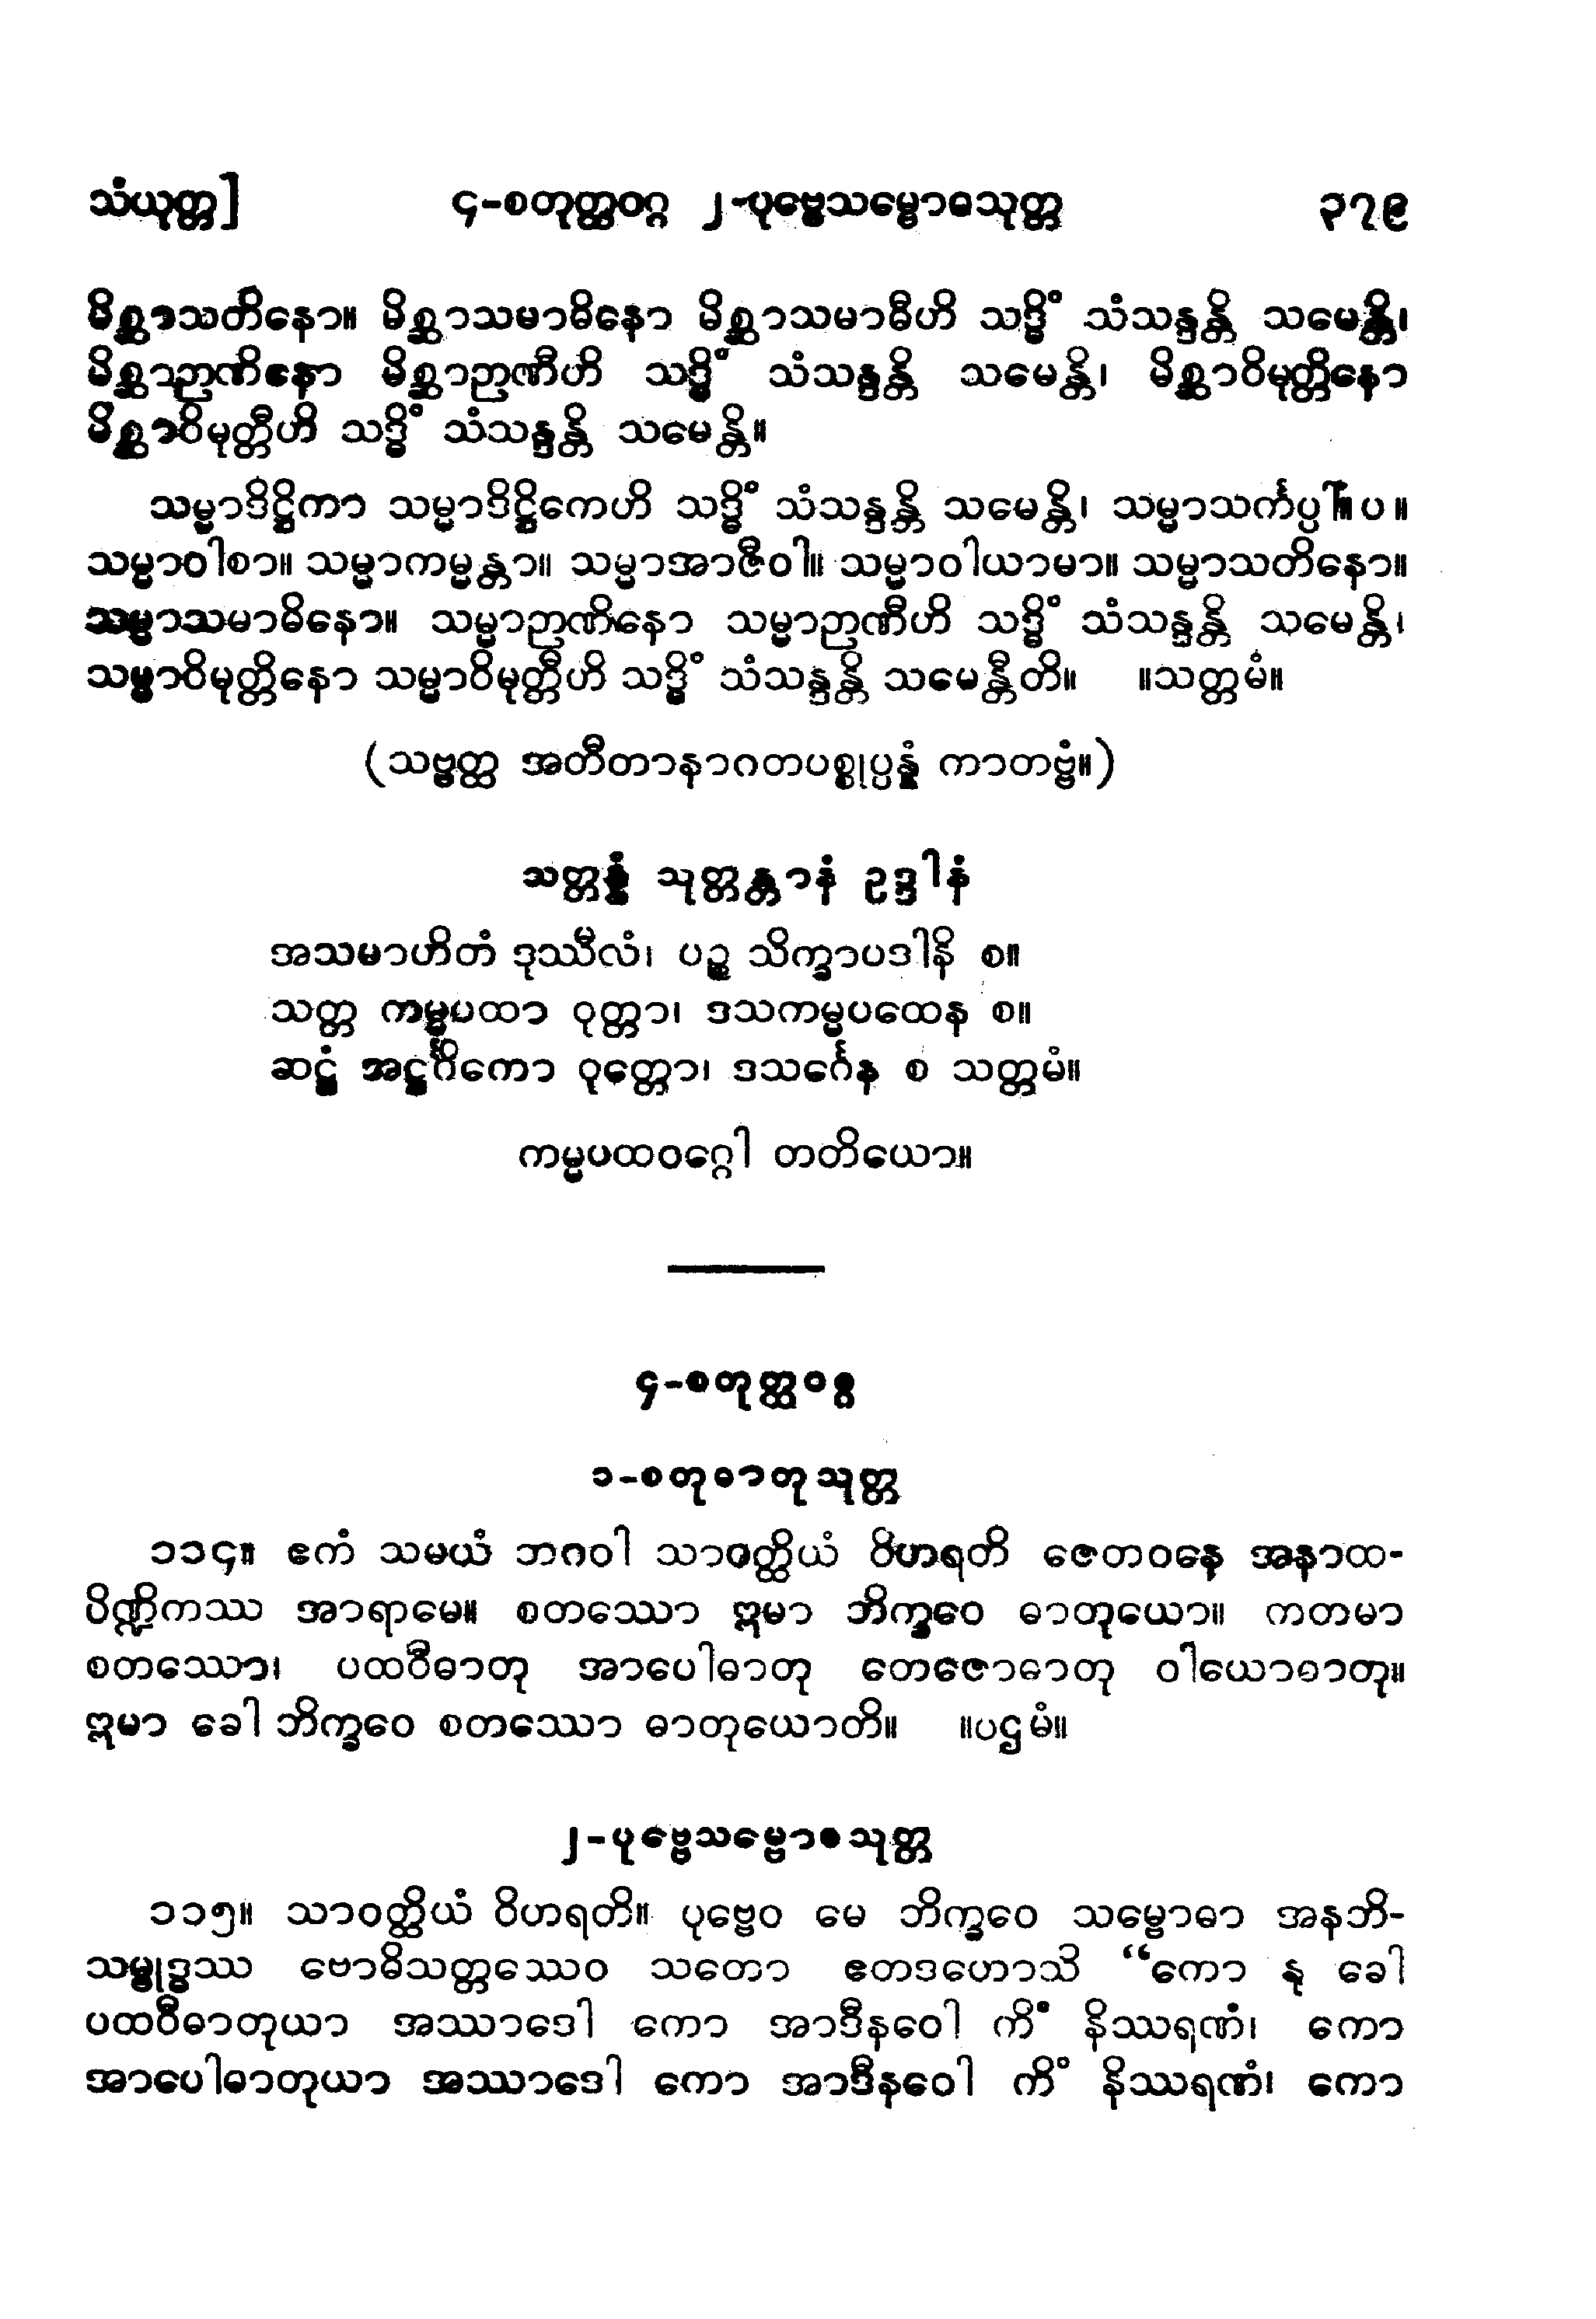 သံယုတ္တ] ၄-စတုတ္ထဝဂ္ဂ ၂-ပုဗ္ဗေသမ္ဗောဓသုတ္တ ၃၇၉
မိစ္ဆာသတိနော။ မိစ္ဆာသမာဓိနော မိစ္ဆာသမာဓီဟိ သဒ္ဓိံ သံသန္ဒန္တိ သမေန္တိ၊
မိစ္ဆာဉာဏိနော မိစ္ဆာဉာဏီဟိ သဒ္ဓိံ သံသန္ဒန္တိ သမေန္တိ၊ မိစ္ဆာဝိမုတ္တိနော
မိစ္ဆာဝိမုတ္တီဟိ သဒ္ဓိံ သံသန္ဒန္တိ သမေန္တိ။
သမ္မာဒိဋ္ဌိကာ သမ္မာဒိဋ္ဌိကေဟိ သဒ္ဓိံ သံသန္ဒန္တိ သမေန္တိ၊ သမ္မာသင်္ကပ္ပါ။ပ။
သမ္မာဝါစာ။ သမ္မာကမ္မန္တာ။ သမ္မာအာဇီဝါ။ သမ္မာဝါယာမာ။ သမ္မာသတိနော။
သမ္မာသမာဓိနော။ သမ္မာဉာဏိနော သမ္မာဉာဏီဟိ သဒ္ဓိံ သံသန္ဒန္တိ သမေန္တိ၊
သမ္မာဝိမုတ္တိနော သမ္မာဝိမုတ္တီဟိ သဒ္ဓိံ သံသန္ဒန္တိ သမေန္တီတိ။ ။သတ္တမံ။
(သဗ္ဗတ္ထ အတီတာနာဂတပစ္စုပ္ပန္နံ ကာတဗ္ဗံ။)
သတ္တန္နံ သုတ္တန္တာနံ ဥဒ္ဒါနံ
အသမာဟိတံ ဒုဿီလံ၊ ပဉ္စ သိက္ခာပဒါနိ စ။
သတ္တ ကမ္မပထာ ဝုတ္တာ၊ ဒသကမ္မပထေန စ။
ဆဋ္ဌံ အဋ္ဌင်္ဂိကော ဝုတ္တော၊ ဒသင်္ဂေန စ သတ္တမံ။
ကမ္မပထဝဂ္ဂေါ တတိယော။
၄-စတုတ္ထဝဂ္ဂ
၁-စတုဓာတုသုတ္တ
၁၁၄။ ဧကံ သမယံ ဘဂဝါ သာဝတ္ထိယံ ဝိဟရတိ ဇေတဝနေ အနာထ-
ပိဏ္ဍိကဿ အာရာမေ။ စတဿော ဣမာ ဘိက္ခဝေ ဓာတုယော။ ကတမာ
စတဿော၊ ပထဝီဓာတု အာပေါဓာတု တေဇောဓာတု ဝါယောဓာတု။
ဣမာ ခေါ ဘိက္ခဝေ စတဿော ဓာတုယောတိ။ ။ပဌမံ။
၂-ပုဗ္ဗေသမ္ဗောဓသုတ္တ
၁၁၅။ သာဝတ္ထိယံ ဝိဟရတိ။ ပုဗ္ဗေဝ မေ ဘိက္ခဝေ သမ္ဗောဓာ အနဘိ-
သမ္ဗုဒ္ဓဿ ဗောဓိသတ္တဿေဝ သတော ဧတဒဟောသိ “ကော နု ခေါ
ပထဝီဓာတုယာ အဿာဒေါ ကော အာဒီနဝေါ ကိံ နိဿရဏံ၊ ကော
အာပေါဓာတုယာ အဿာဒေါ ကော အာဒီနဝေါ ကိံ နိဿရဏံ၊ ကော